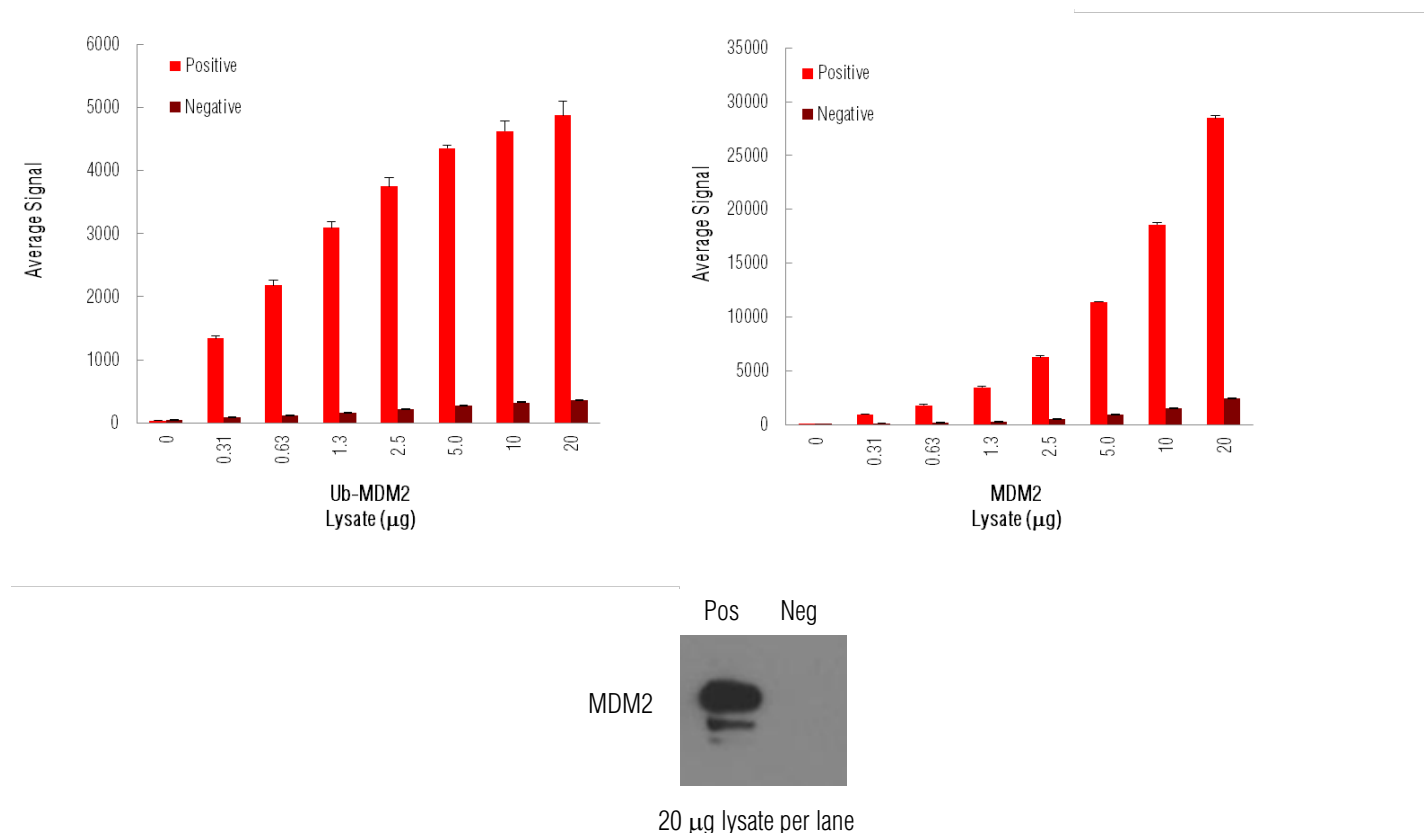 6000
5000
4000
3000
2000
1000
0
Average Signal
Positive
Negative
0 0.31 0.63 1.3 2.5 5.0 10 20
Ub-MDM2
Lysate (µg)
35000
30000
25000
20000
15000
10000
5000
0
Average Signal
Positive
Negative
0 0.31 0.63 1.3 2.5 5.0 10 20
MDM2
Lysate (µg)
Pos Neg
MDM2
20 µg lysate per lane